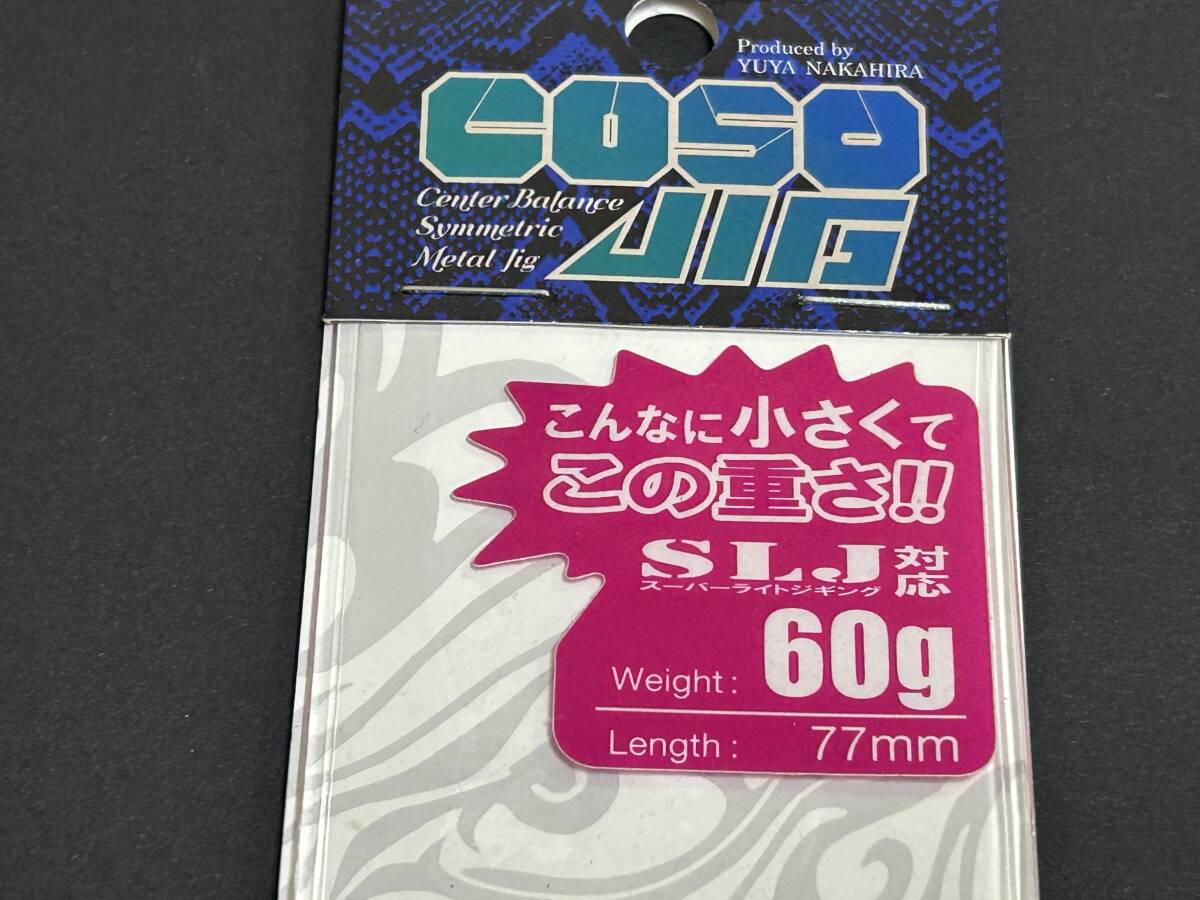 Produced by
YUYA NAKAHIRA
COSO
JIG
Center Balance
Symmetric
Metal Jig
こんなに小さくて
この重さ!!
SLJ対応
スーパーライトジギング
Weight: 60g
Length: 77mm